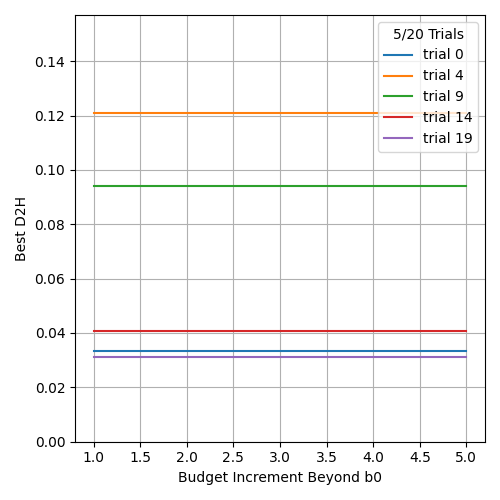 5/20 Trials
trial 0
trial 4
trial 9
trial 14
trial 19
Best D2H
0.14
0.12
0.10
0.08
0.06
0.04
0.02
0.00
1.0 1.5 2.0 2.5 3.0 3.5 4.0 4.5 5.0
Budget Increment Beyond b0